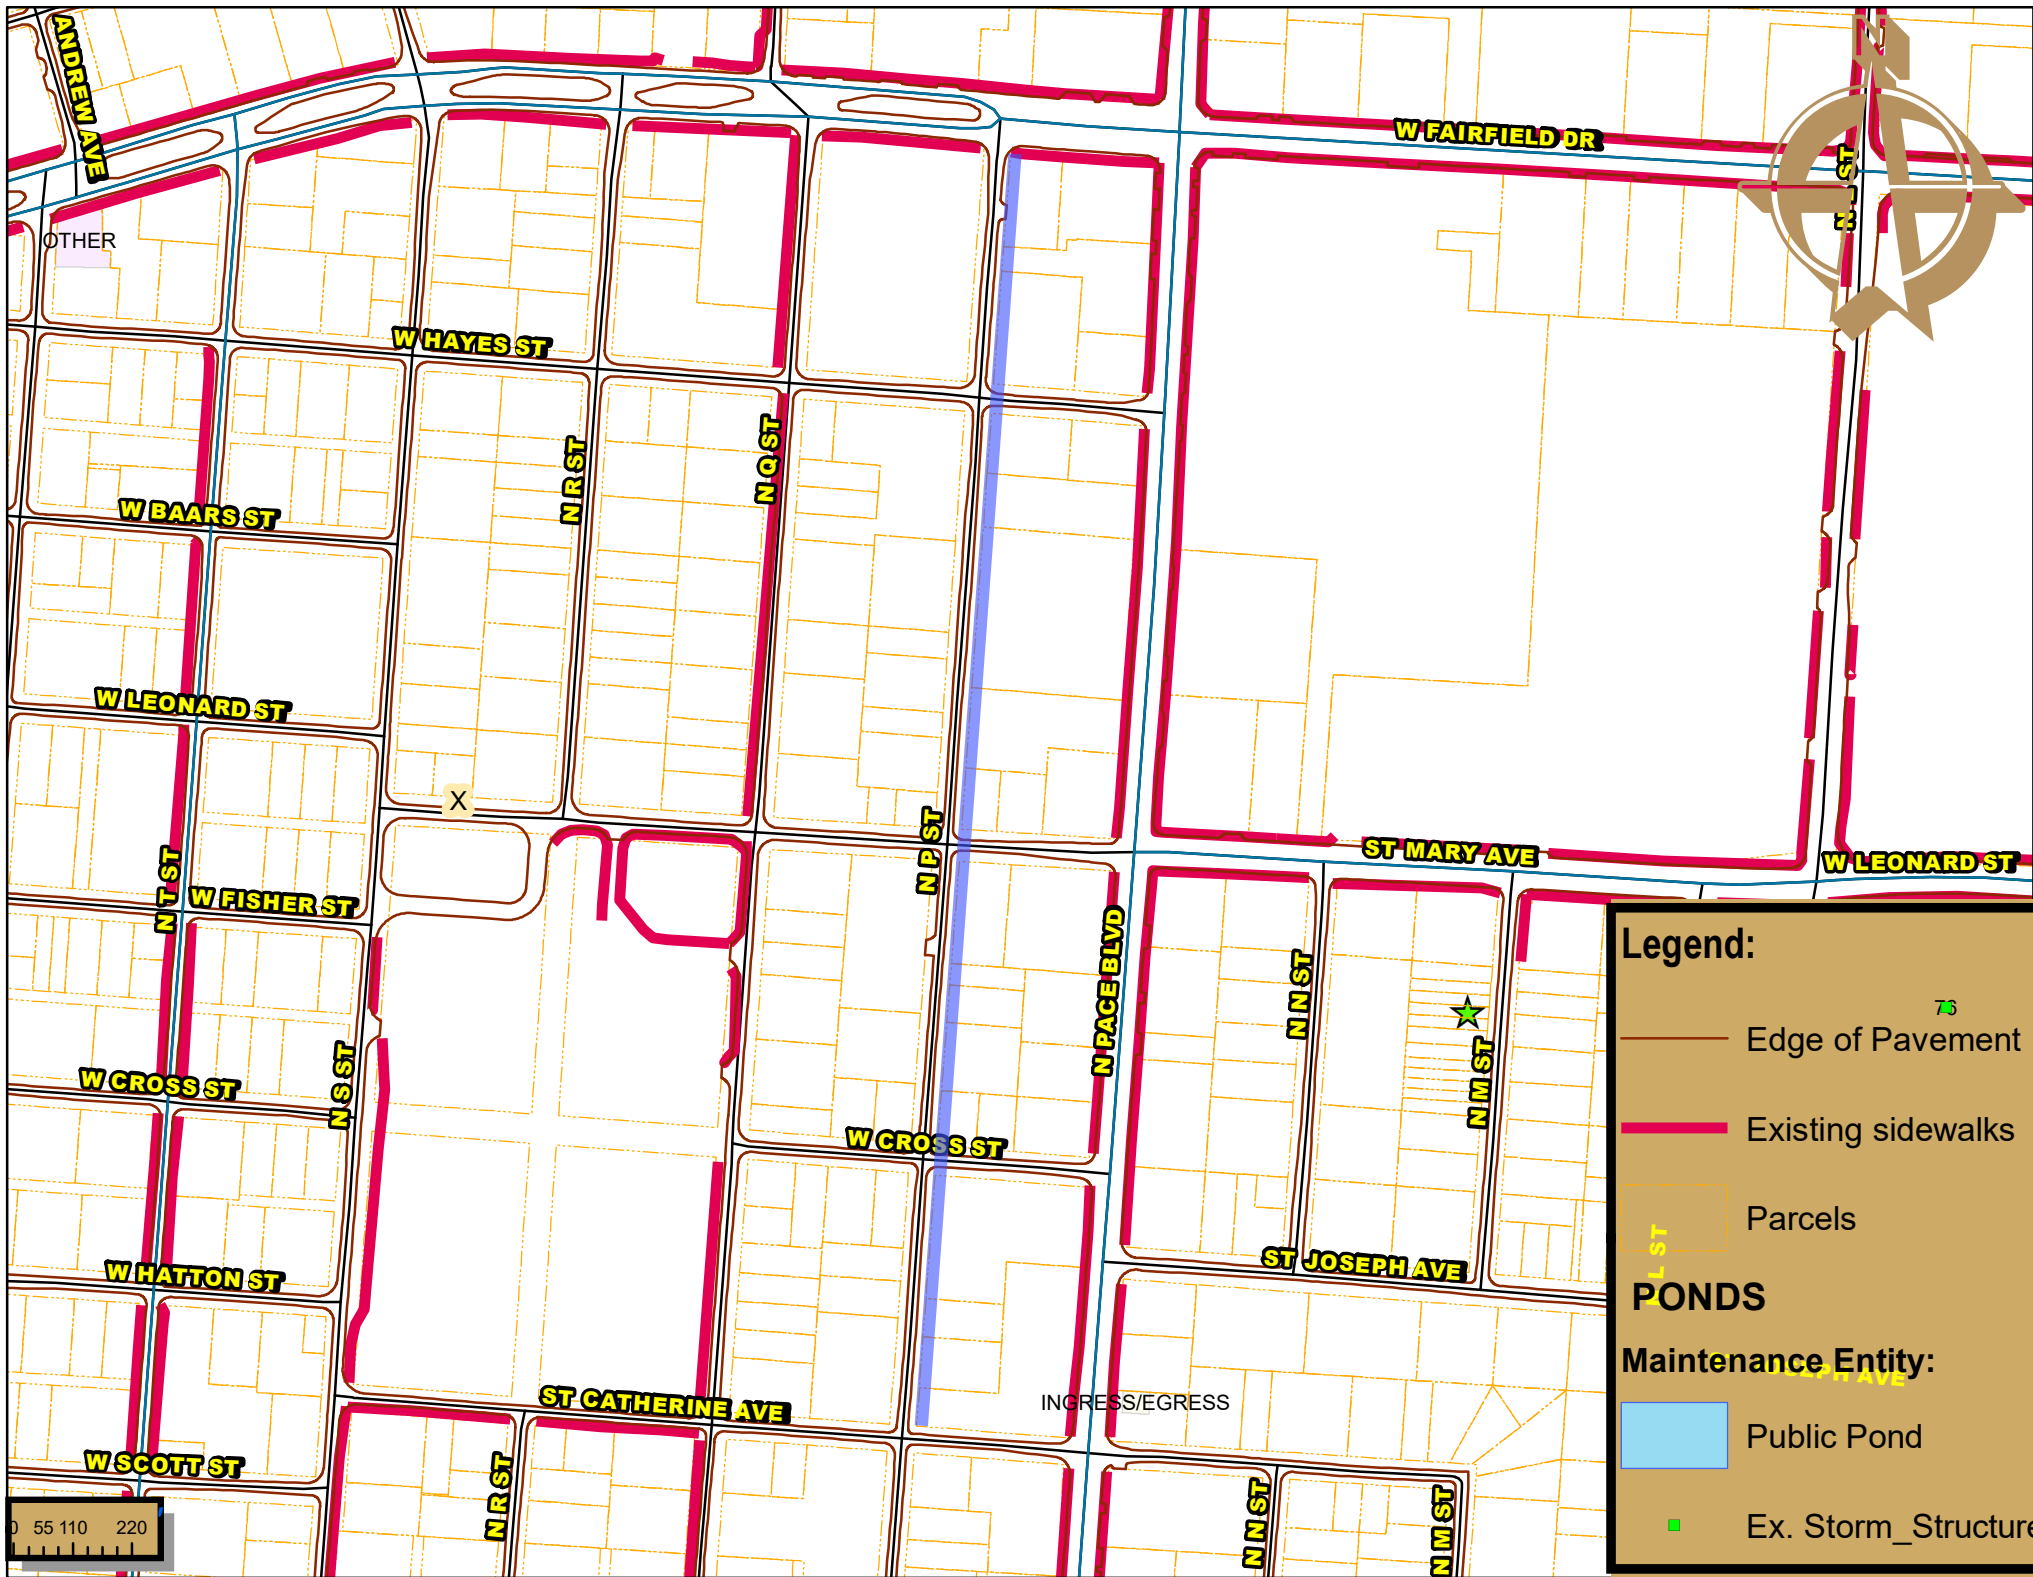 ANDREW AVE
W FAIRFIELD DR
OTHER
W HAYES ST
N R ST
N Q ST
W BAARS ST
W LEONARD ST
X
N P ST
ST MARY AVE
W LEONARD ST
N T ST
W FISHER ST
N PACE BLVD
N N ST
N M ST
N S ST
W CROSS ST
W CROSS ST
W HATTON ST
ST JOSEPH AVE
ST CATHERINE AVE
INGRESS/EGRESS
W SCOTT ST
N R ST
N N ST
N M ST
0 55 110 220
Legend:
76
Edge of Pavement
Existing sidewalks
Parcels
N L ST
PONDS
Maintenance Entity:
JOSEPH AVE
Public Pond
Ex. Storm_Structure